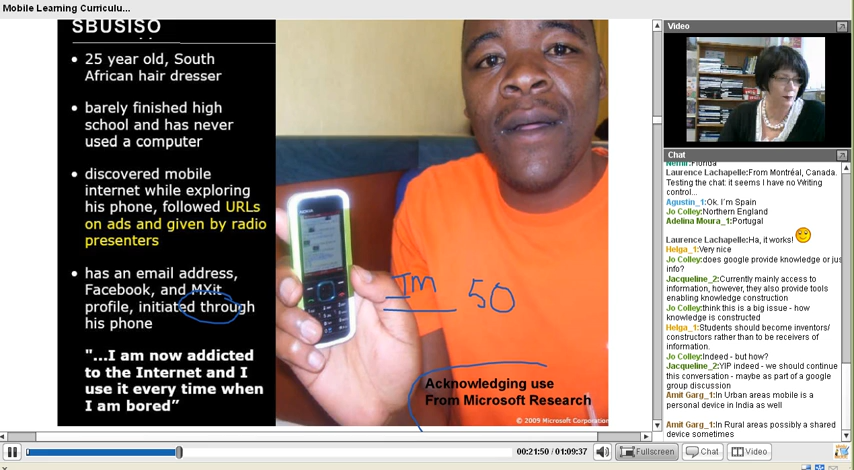 Mobile Learning Curriculu...
SBUSISO
• 25 year old, South
African hair dresser
• barely finished high
school and has never
used a computer
• discovered mobile
internet while exploring
his phone, followed URLs
on ads and given by radio
presenters
• has an email address,
Facebook, and MXit
profile, initiated through
his phone
"...I am now addicted
to the Internet and I
use it every time when
I am bored”
NOKIA
IM 50
Acknowledging use
From Microsoft Research
© 2009 Microsoft Corporation
Video
Chat
Laurence Lachapelle:From Montréal, Canada.
Testing the chat: it seems I have no Writing
control...
Agustin_1:Ok. I´m Spain
Jo Colley:Northern England
Adelina Moura_1:Portugal
Laurence Lachapelle:Ha, it works!
Helga_1:Very nice
Jo Colley:does google provide knowledge or jus
info?
Jacqueline_2:Currently mainly access to
information, however, they also provide tools
enabling knowledge construction
Jo Colley:think this is a big issue - how
knowledge is constructed
Helga_1:Students should become inventors/
constructors rather than to be receivers of
information.
Jo Colley:Indeed - but how?
Jacqueline_2:YIP indeed - we should continue
this conversation - maybe as part of a google
group discussion
Amit Garg_1:In Urban areas mobile is a
personal device in India as well
Amit Garg_1:In Rural areas possibly a shared
device sometimes
00:21:50 / 01:09:37
Fullscreen
Chat
Video